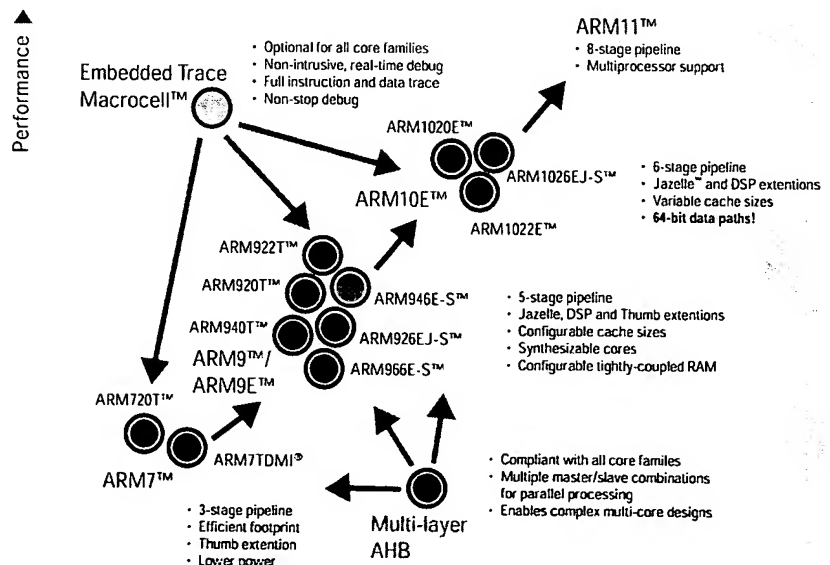 Performance ▲
ARM11™
· 8-stage pipeline
· Multiprocessor support
· Optional for all core families
· Non-intrusive, real-time debug
· Full instruction and data trace
· Non-stop debug
Embedded Trace
Macrocell™
ARM1020E™
ARM1026EJ-S™
ARM10E™
ARM1022E™
· 6-stage pipeline
· Jazelle™ and DSP extentions
· Variable cache sizes
· 64-bit data paths!
ARM922T™
ARM920T™
ARM946E-S™
ARM940T™
ARM926EJ-S™
ARM9™/
ARM9E™
ARM966E-S™
· 5-stage pipeline
· Jazelle, DSP and Thumb extentions
· Configurable cache sizes
· Synthesizable cores
· Configurable tightly-coupled RAM
ARM720T™
ARM7TDMI®
ARM7™
· 3-stage pipeline
· Efficient footprint
· Thumb extention
· Lower power
Multi-layer
AHB
· Compliant with all core familes
· Multiple master/slave combinations
for parallel processing
· Enables complex multi-core designs